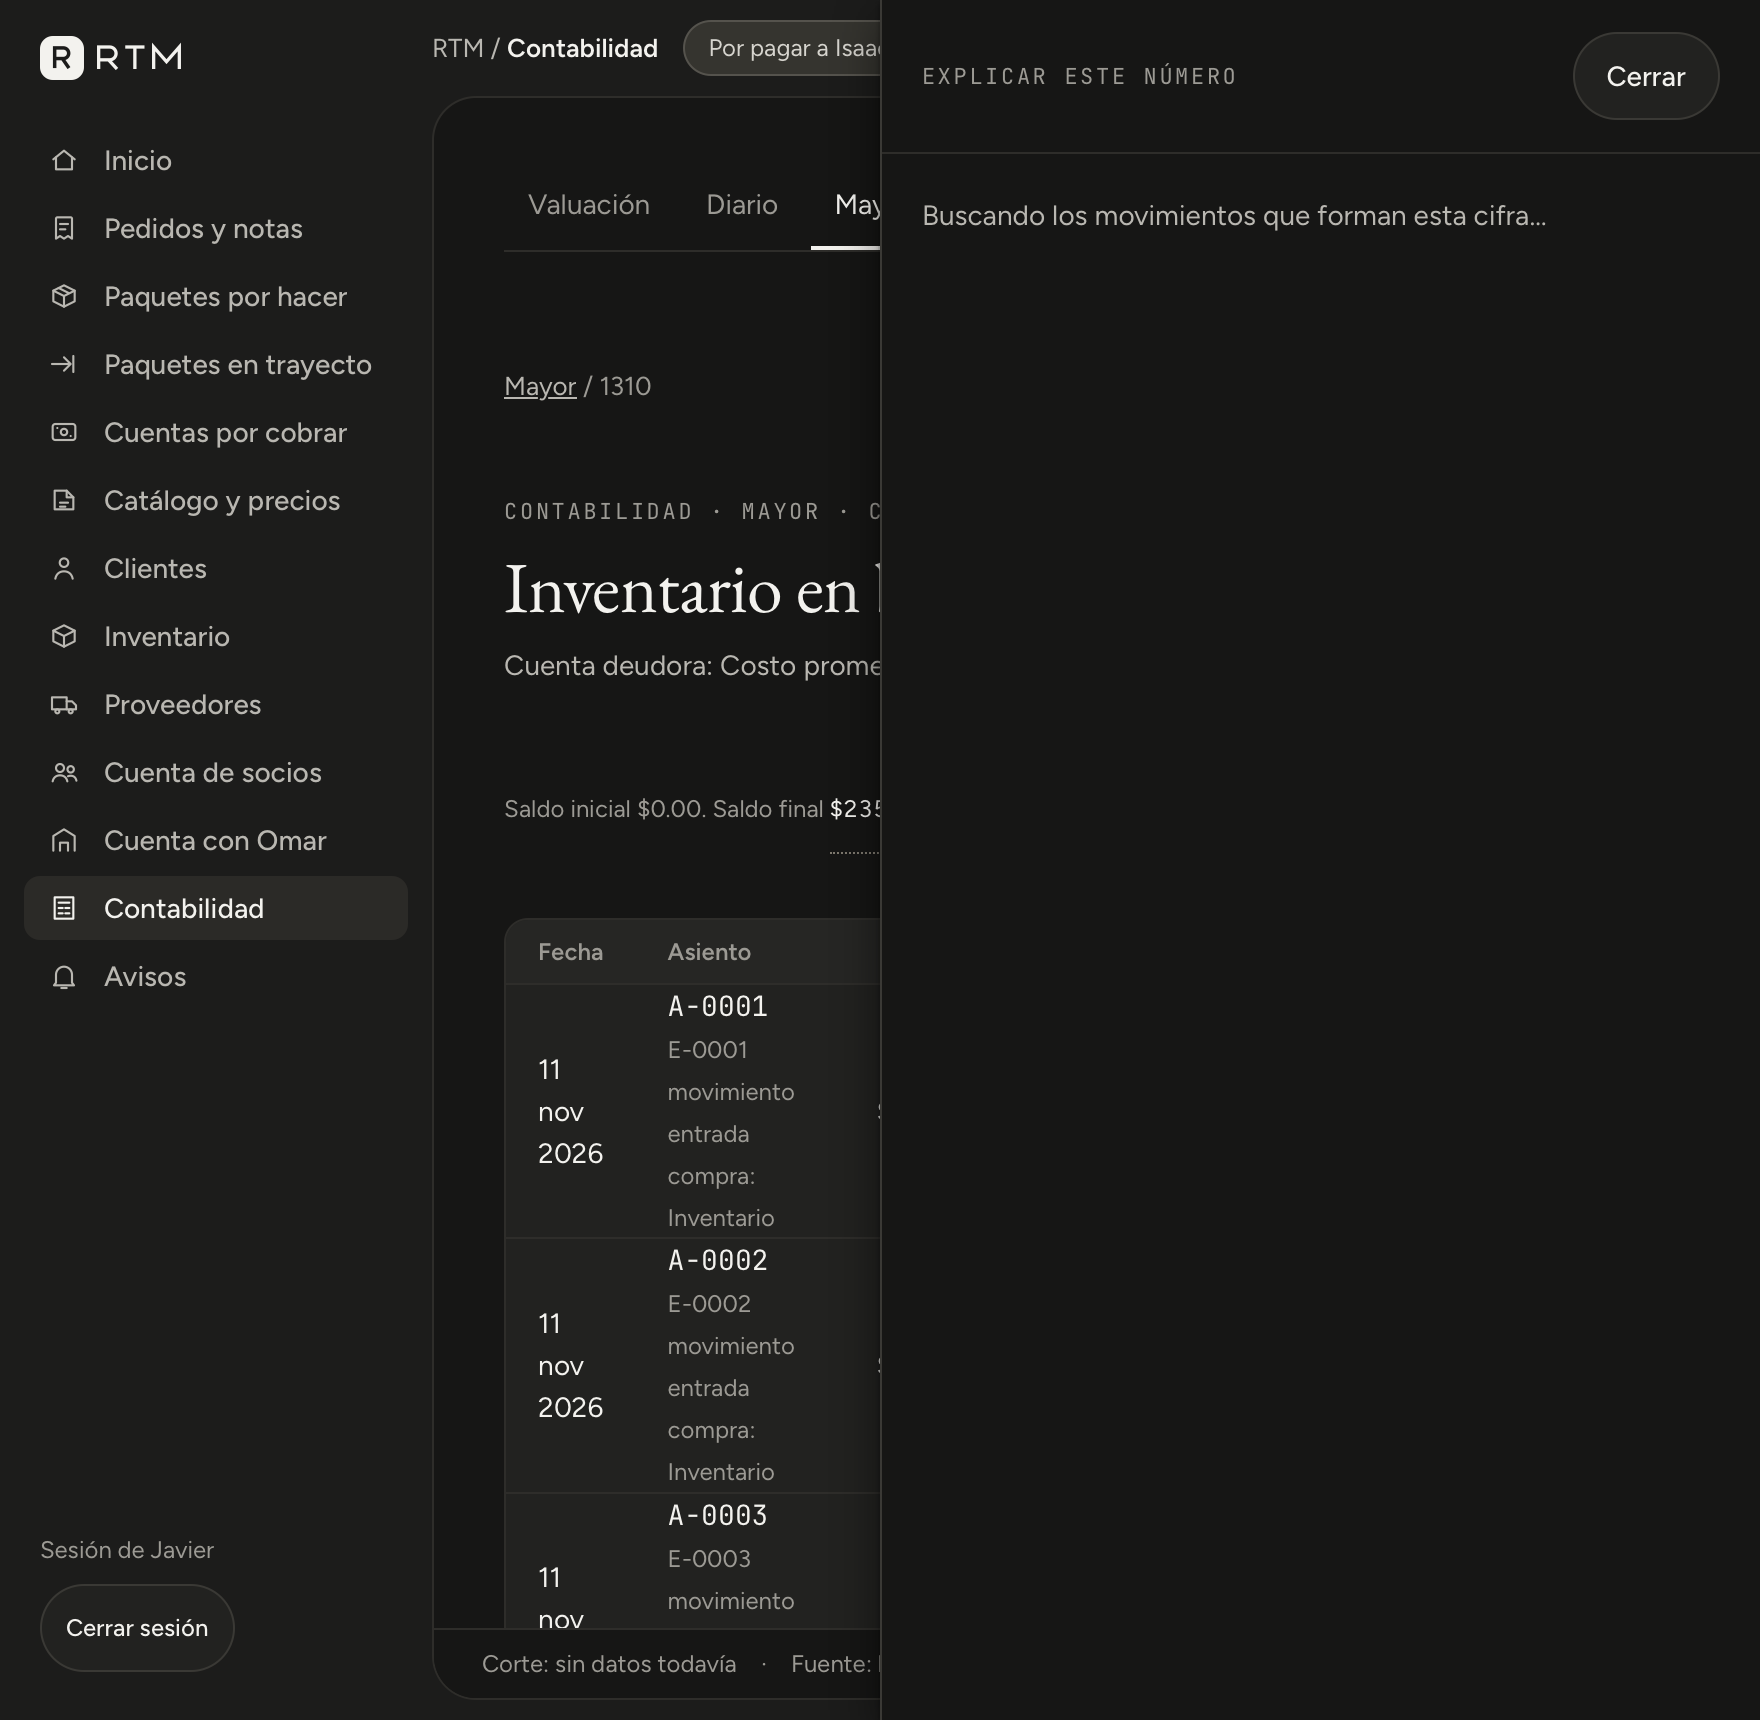 R RTM
Inicio
Pedidos y notas
Paquetes por hacer
Paquetes en trayecto
Cuentas por cobrar
Catálogo y precios
Clientes
Inventario
Proveedores
Cuenta de socios
Cuenta con Omar
Contabilidad
Avisos
Sesión de Javier
Cerrar sesión
RTM / Contabilidad
Por pagar a
Valuación
Diario
Mayor / 1310
CONTABILIDAD · MAYOR ·
Inventario en
Cuenta deudora: Costo
Saldo inicial $0.00. Saldo final
Fecha
Asiento
11
nov
2026
A-0001
E-0001
movimiento
entrada
compra:
Inventario
11
nov
2026
A-0002
E-0002
movimiento
entrada
compra:
Inventario
11
nov
A-0003
E-0003
movimiento
Corte: sin datos todavía · Fuente:
EXPLICAR ESTE NÚMERO
Cerrar
Buscando los movimientos que forman esta cifra...